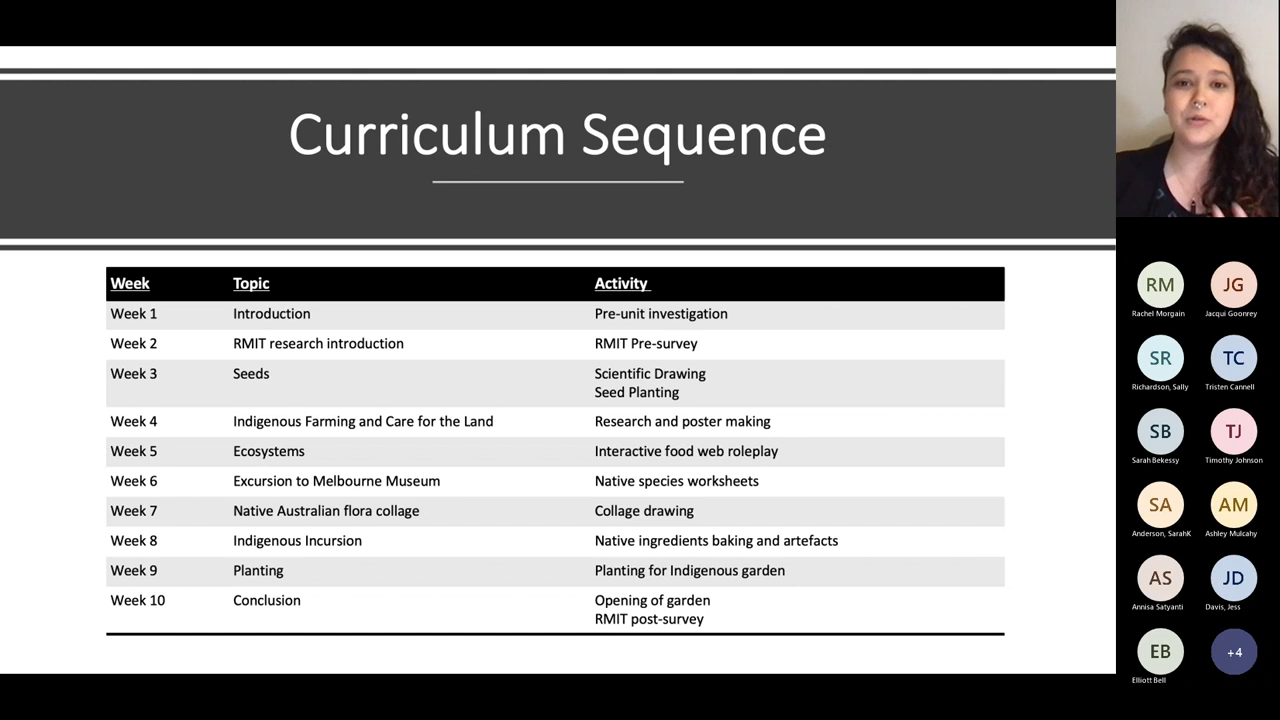 Curriculum Sequence
Week Topic Activity
Week 1 Introduction Pre-unit investigation
Week 2 RMIT research introduction RMIT Pre-survey
Week 3 Seeds Scientific Drawing
Seed Planting
Week 4 Indigenous Farming and Care for the Land Research and poster making
Week 5 Ecosystems Interactive food web roleplay
Week 6 Excursion to Melbourne Museum Native species worksheets
Week 7 Native Australian flora collage Collage drawing
Week 8 Indigenous Incursion Native ingredients baking and artefacts
Week 9 Planting Planting for Indigenous garden
Week 10 Conclusion Opening of garden
RMIT post-survey
RM JG
Rachel Morgain Jacqui Goonrey
SR TC
Richardson, Sally Tristen Cannell
SB TJ
Sarah Bekessy Timothy Johnson
SA AM
Anderson, SarahK Ashley Mulcahy
AS JD
Annisa Satyanti Davis, Jess
EB +4
Elliott Bell